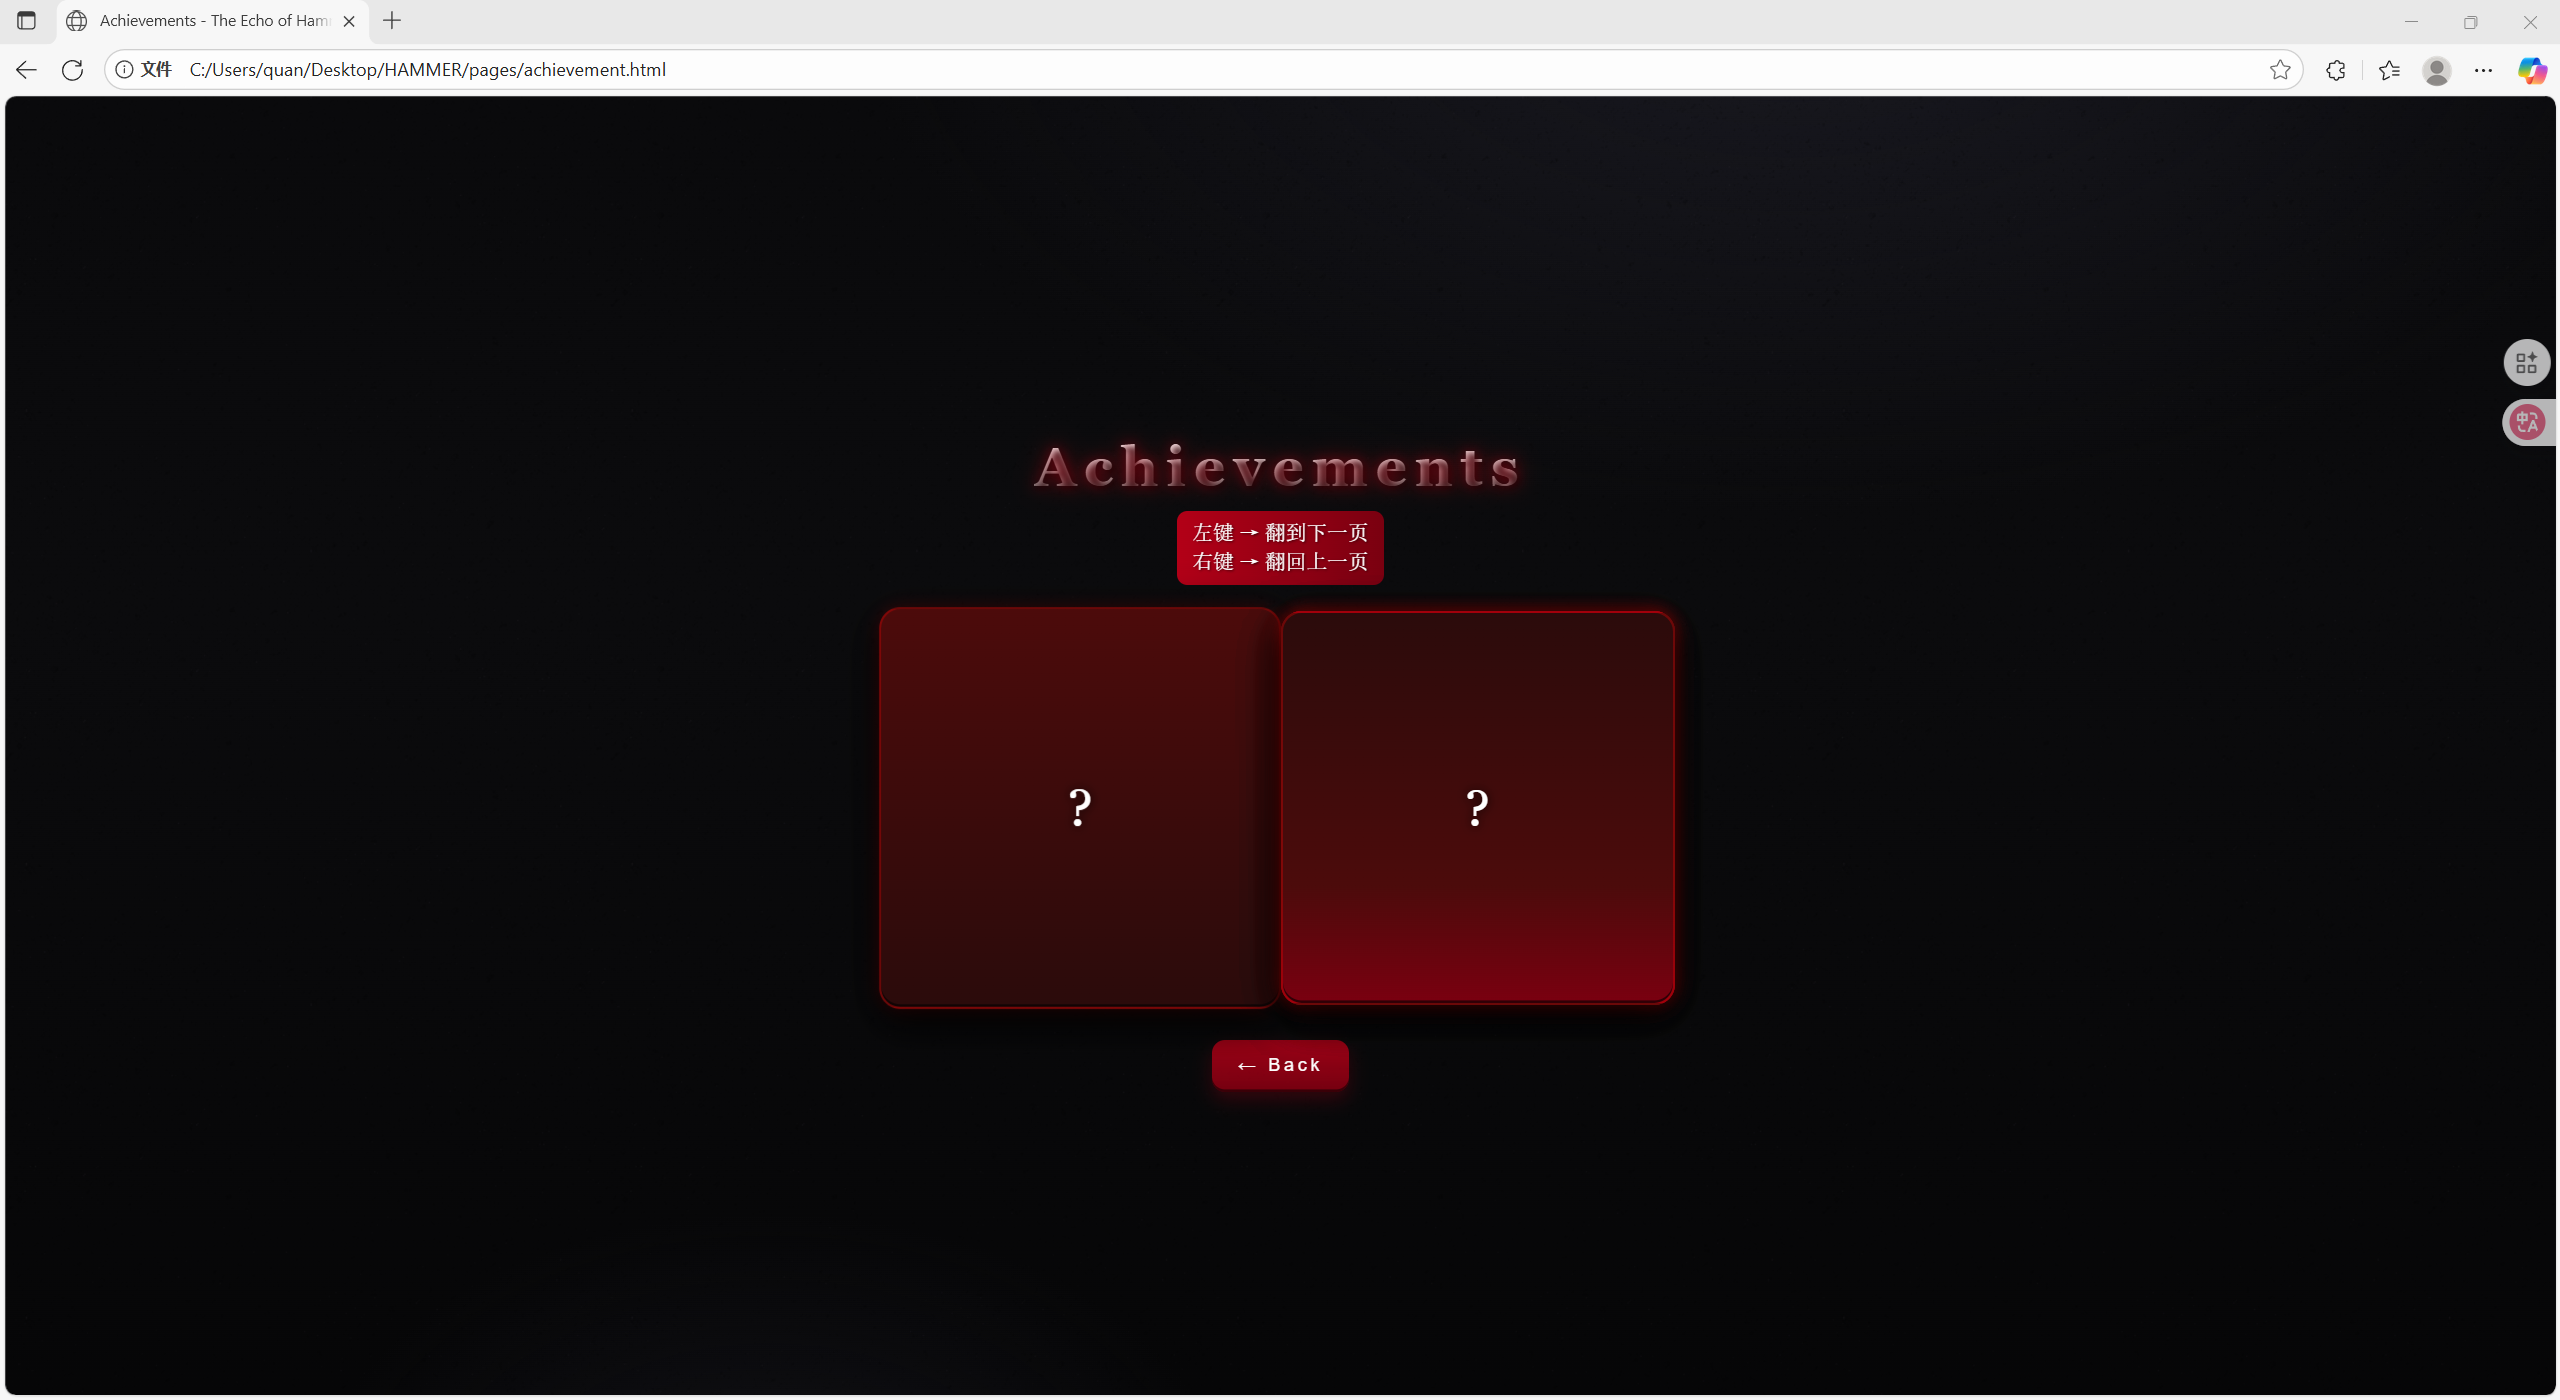 Achievements - The Echo of Ham
文件 C:/Users/quan/Desktop/HAMMER/pages/achievement.html
Achievements
左键 → 翻到下一页
右键 → 翻回上一页
? ?
← Back